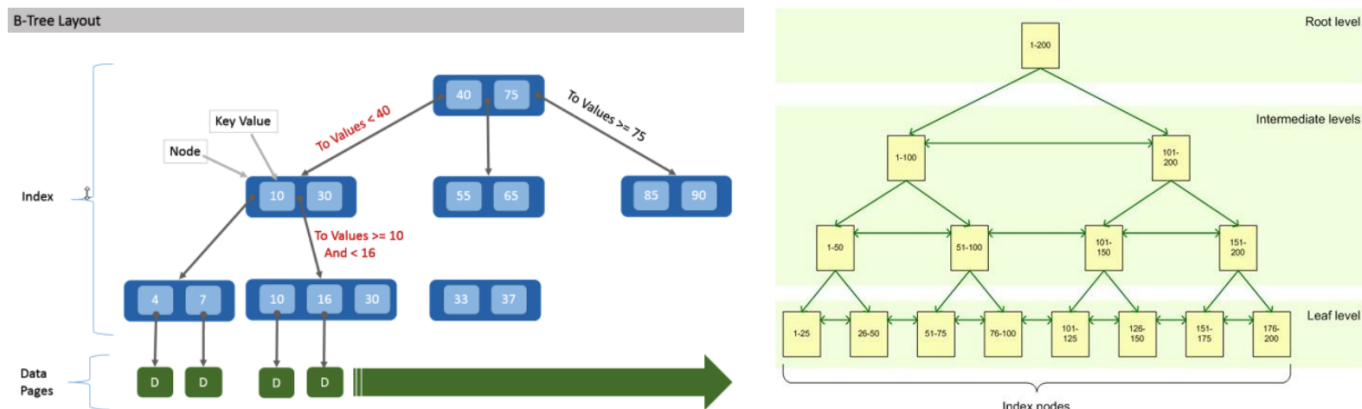 B-Tree Layout
40 75
To Values < 40
To Values >= 75
Key Value
Node
Index
10 30
55 65
85 90
To Values >= 10
And < 16
4 7
10 16 30
33 37
Data
Pages
D D D D
Root level
1-200
Intermediate levels
1-100
101-
200
1-50
51-100
101-
150
151-
200
Leaf level
1-25
26-50
51-75
76-100
101-
125
126-
150
151-
175
176-
200
Index nodes